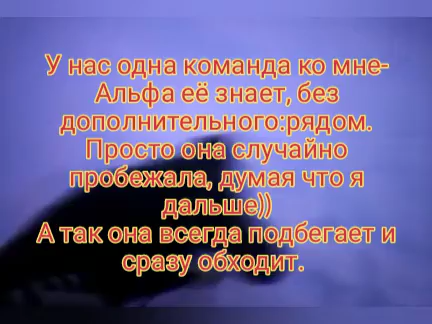 У нас одна команда ко мне-
Альфа её знает, без
дополнительного:рядом.
Просто она случайно
пробежала, думая что я
дальше))
А так она всегда подбегает и
сразу обходит.